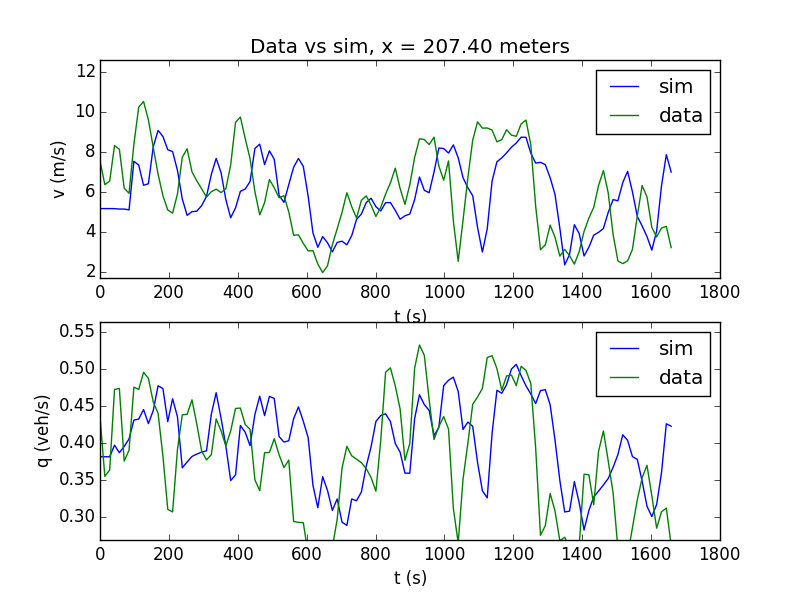 Data vs sim, x = 207.40 meters
12
10
8
6
4
2
v (m/s)
sim
data
0 200 400 600 800 1000 1200 1400 1600 1800
t (s)
0.55
0.50
0.45
0.40
0.35
0.30
q (veh/s)
sim
data
0 200 400 600 800 1000 1200 1400 1600 1800
t (s)